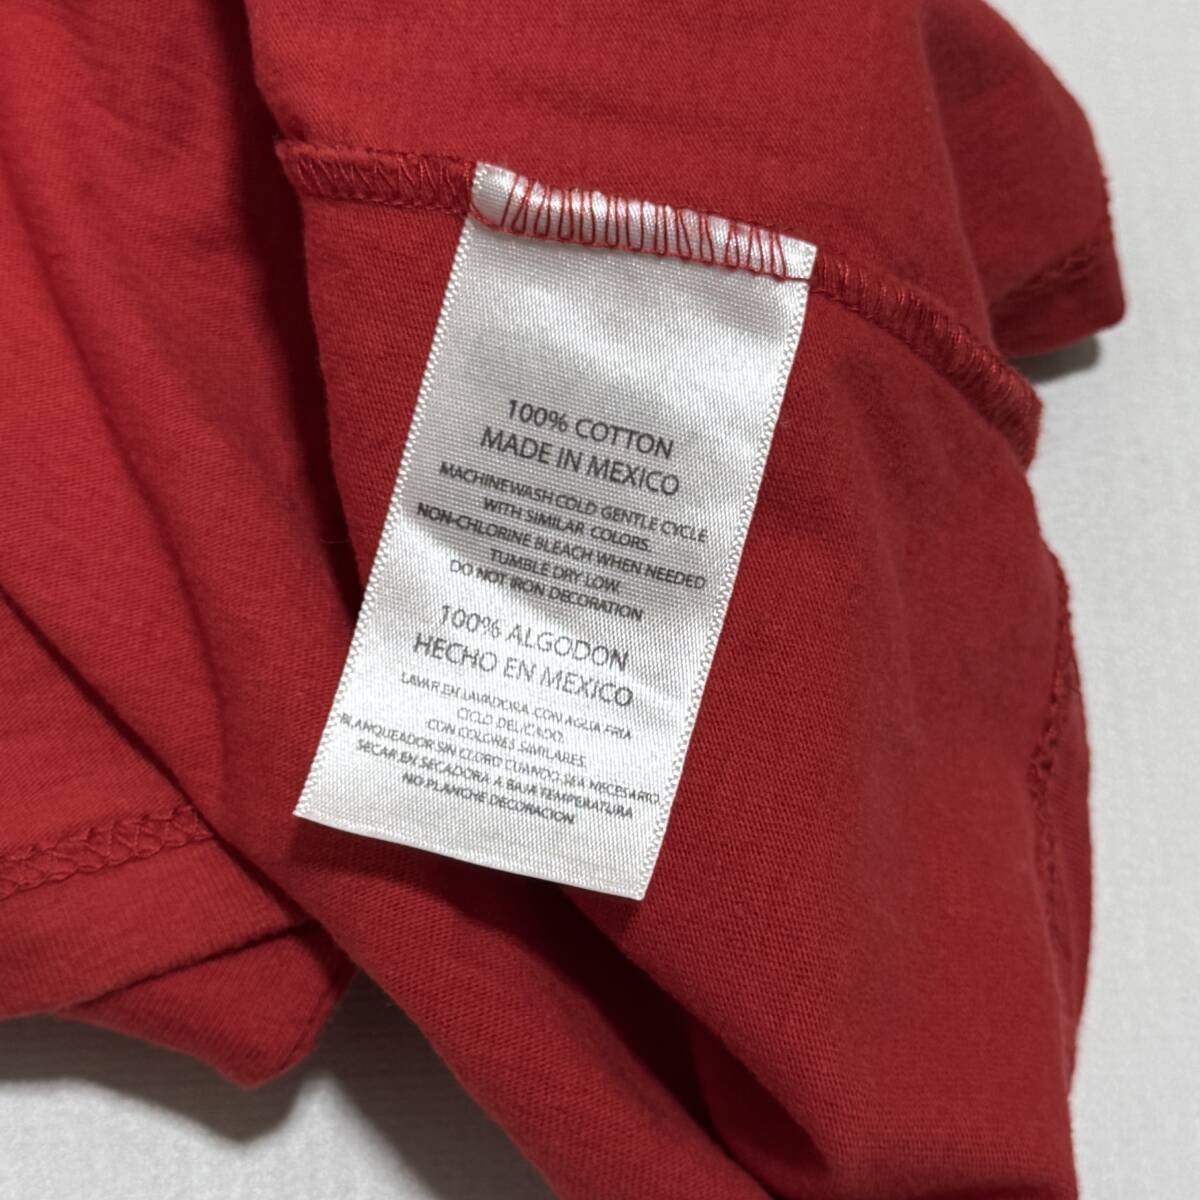 100% COTTON
MADE IN MEXICO
MACHINEWASH COLD GENTLE CYCLE
WITH SIMILAR COLORS.
NON-CHLORINE BLEACH WHEN NEEDED
TUMBLE DRY LOW.
DO NOT IRON DECORATION
100% ALGODON
HECHO EN MEXICO
LAVAR EN LAVADORA CON AGUA FRIA
CICLO DELICADO.
CON COLORES SIMILARES.
BLANQUEADOR SIN CLORO CUANDO SEA NECESARIO,
SECAR EN SECADORA A BAJA TEMPERATURA
NO PLANCHE DECORACION